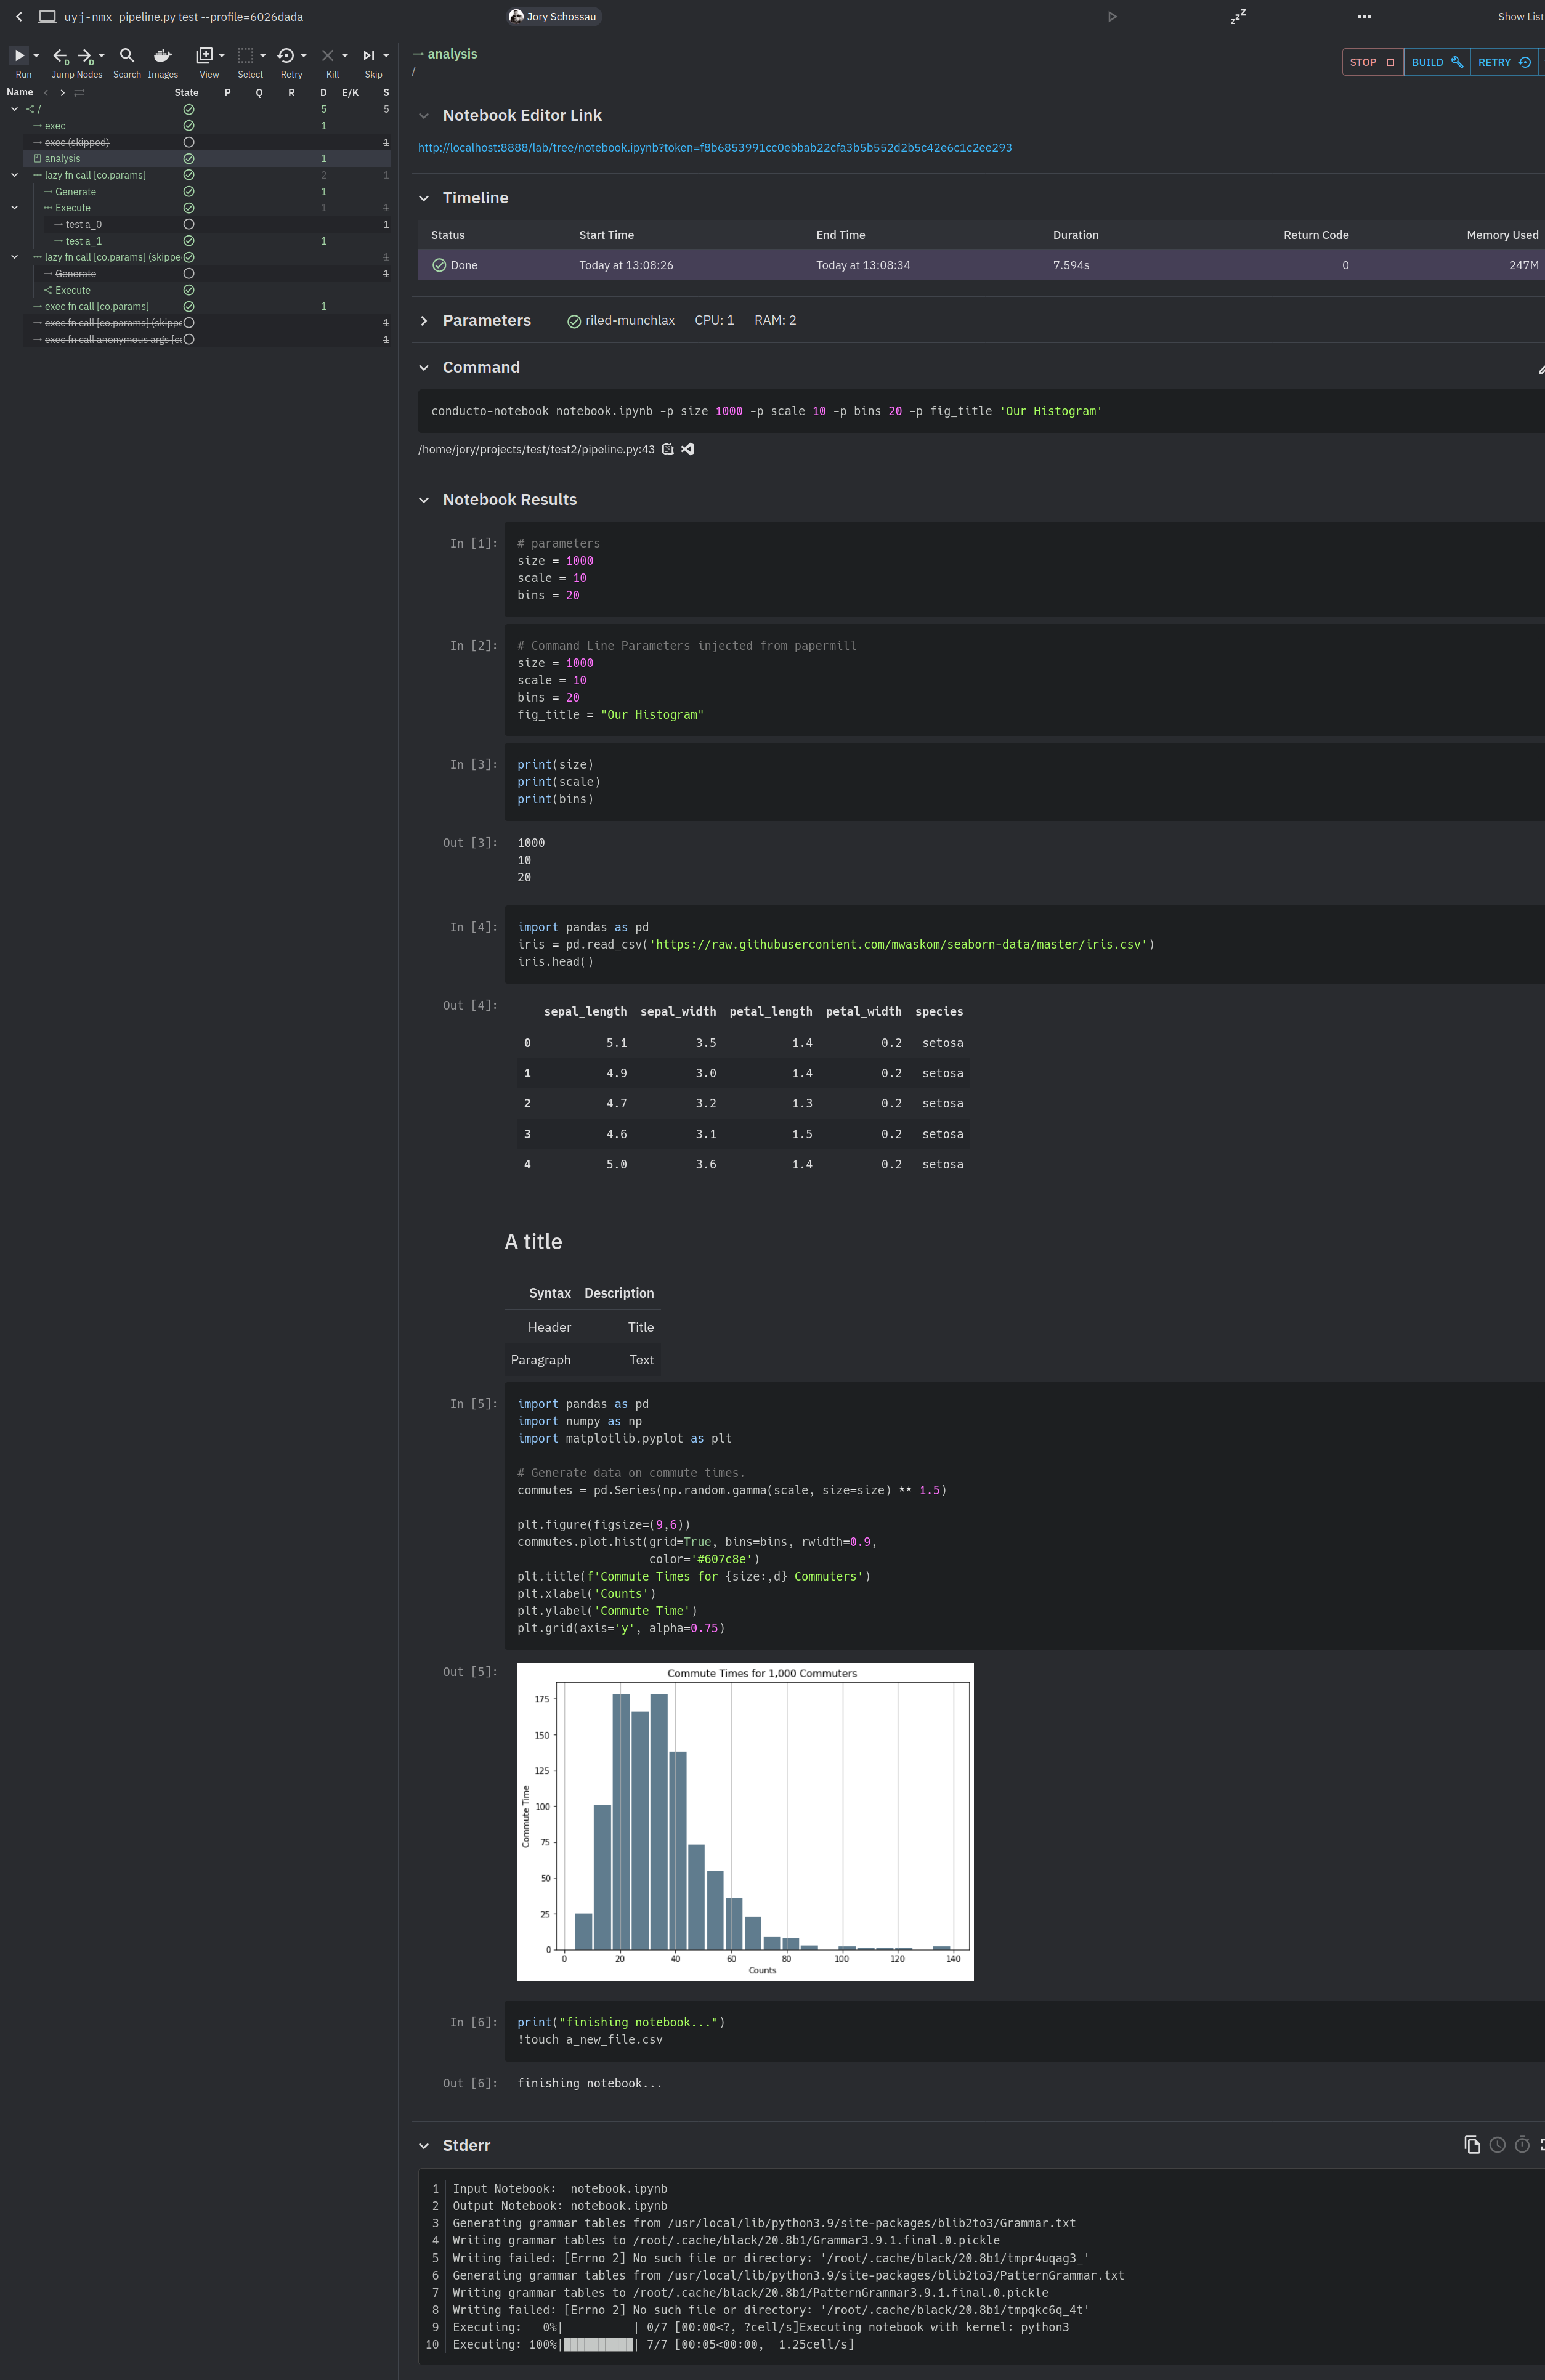 uyj-nmx pipeline.py test --profile=6026dada
Jory Schossau
zzZ
Show List
Run Jump Nodes Search Images View Select Retry Kill Skip
Name State P Q R D E/K S
/ 5 5
exec 1
exec (skipped) 1
analysis 1
lazy fn call [co.params] 2 1
Generate 1
Execute 1 1
test a_0 1
test a_1 1
lazy fn call [co.params] (skippe 1
Generate 1
Execute
exec fn call [co.params] 1
exec fn call [co.params] (skippe 1
exec fn call anonymous args [cc 1
analysis
/
STOP BUILD RETRY
Notebook Editor Link
http://localhost:8888/lab/tree/notebook.ipynb?token=f8b6853991cc0ebbab22cfa3b5b552d2b5c42e6c1c2ee293
Timeline
Status Start Time End Time Duration Return Code Memory Used
Done Today at 13:08:26 Today at 13:08:34 7.594s 0 247M
Parameters riled-munchlax CPU: 1 RAM: 2
Command
conducto-notebook notebook.ipynb -p size 1000 -p scale 10 -p bins 20 -p fig_title 'Our Histogram'
/home/jory/projects/test/test2/pipeline.py:43
Notebook Results
In [1]: # parameters
size = 1000
scale = 10
bins = 20
In [2]: # Command Line Parameters injected from papermill
size = 1000
scale = 10
bins = 20
fig_title = "Our Histogram"
In [3]: print(size)
print(scale)
print(bins)
Out [3]: 1000
10
20
In [4]: import pandas as pd
iris = pd.read_csv('https://raw.githubusercontent.com/mwaskom/seaborn-data/master/iris.csv')
iris.head()
Out [4]: sepal_length sepal_width petal_length petal_width species
0 5.1 3.5 1.4 0.2 setosa
1 4.9 3.0 1.4 0.2 setosa
2 4.7 3.2 1.3 0.2 setosa
3 4.6 3.1 1.5 0.2 setosa
4 5.0 3.6 1.4 0.2 setosa
A title
Syntax Description
Header Title
Paragraph Text
In [5]: import pandas as pd
import numpy as np
import matplotlib.pyplot as plt
# Generate data on commute times.
commutes = pd.Series(np.random.gamma(scale, size=size) ** 1.5)
plt.figure(figsize=(9,6))
commutes.plot.hist(grid=True, bins=bins, rwidth=0.9,
color='#607c8e')
plt.title(f'Commute Times for {size:,d} Commuters')
plt.xlabel('Counts')
plt.ylabel('Commute Time')
plt.grid(axis='y', alpha=0.75)
Out [5]: Commute Times for 1,000 Commuters
175
150
125
100
75
50
25
0
Commute Time
0 20 40 60 80 100 120 140
Counts
In [6]: print("finishing notebook...")
!touch a_new_file.csv
Out [6]: finishing notebook...
Stderr
1 Input Notebook:  notebook.ipynb
2 Output Notebook: notebook.ipynb
3 Generating grammar tables from /usr/local/lib/python3.9/site-packages/blib2to3/Grammar.txt
4 Writing grammar tables to /root/.cache/black/20.8b1/Grammar3.9.1.final.0.pickle
5 Writing failed: [Errno 2] No such file or directory: '/root/.cache/black/20.8b1/tmpr4uqag3_'
6 Generating grammar tables from /usr/local/lib/python3.9/site-packages/blib2to3/PatternGrammar.txt
7 Writing grammar tables to /root/.cache/black/20.8b1/PatternGrammar3.9.1.final.0.pickle
8 Writing failed: [Errno 2] No such file or directory: '/root/.cache/black/20.8b1/tmpqkc6q_4t'
9 Executing:   0%|          | 0/7 [00:00<?, ?cell/s]Executing notebook with kernel: python3
10 Executing: 100%|██████████| 7/7 [00:05<00:00,  1.25cell/s]